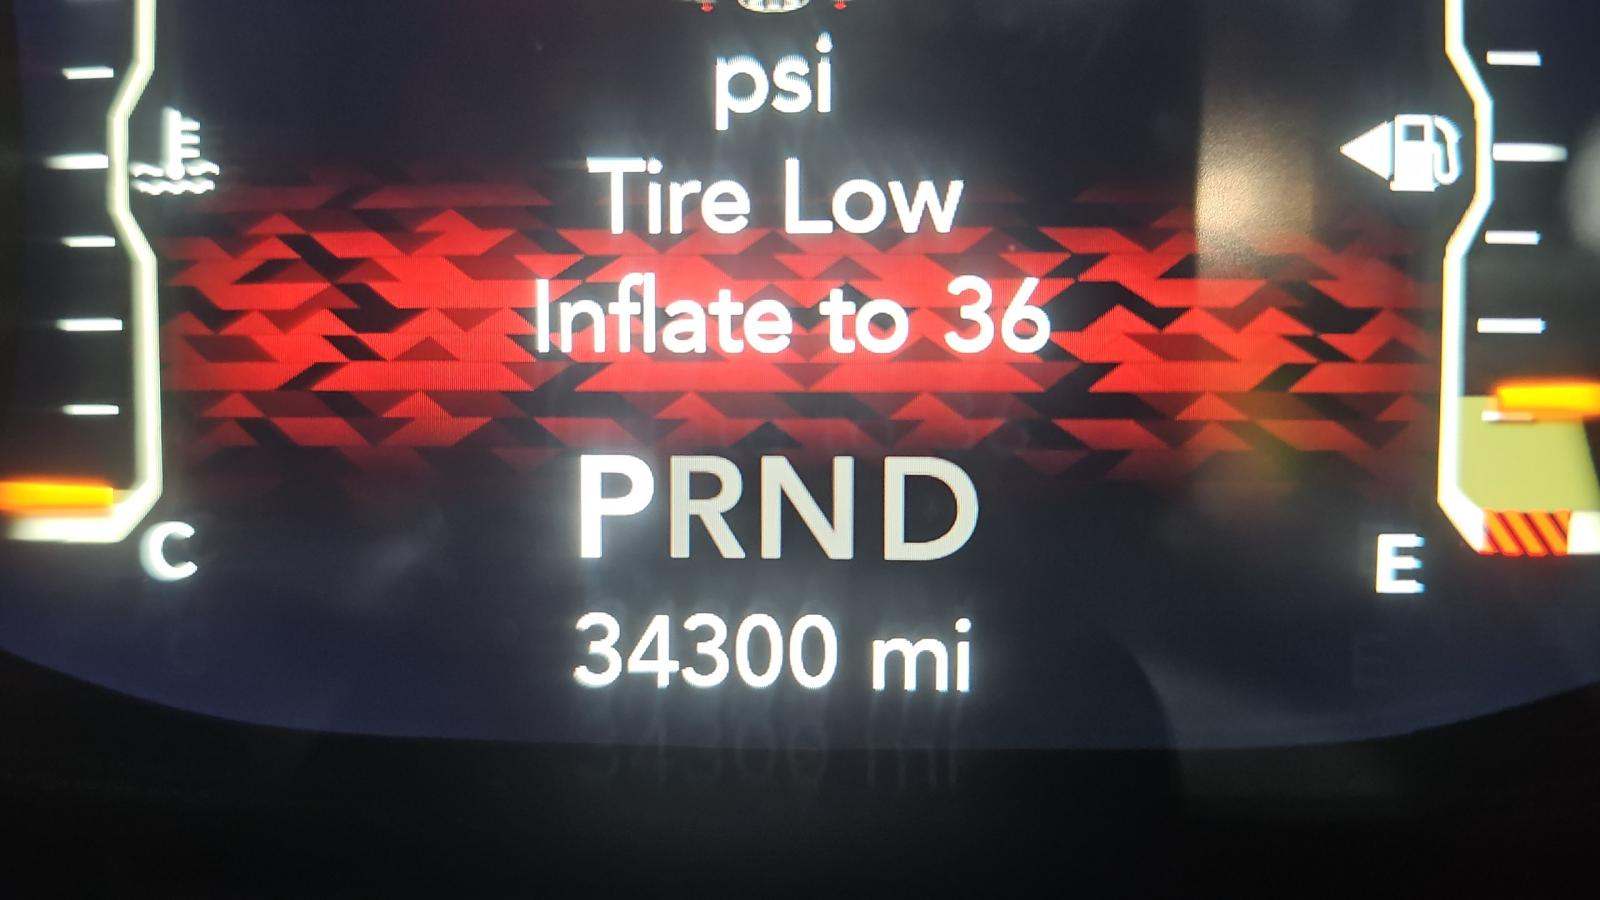 psi
Tire Low
Inflate to 36
PRND
C
E
34300 mi